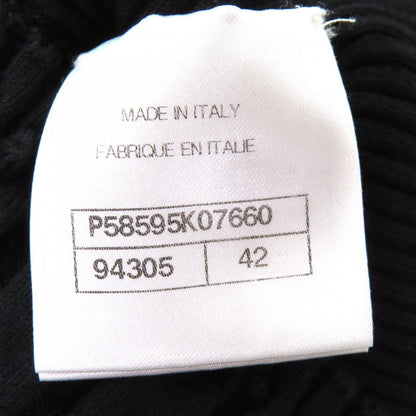 MADE IN ITALY
FABRIQUE EN ITALIE
P58595K07660
94305 42